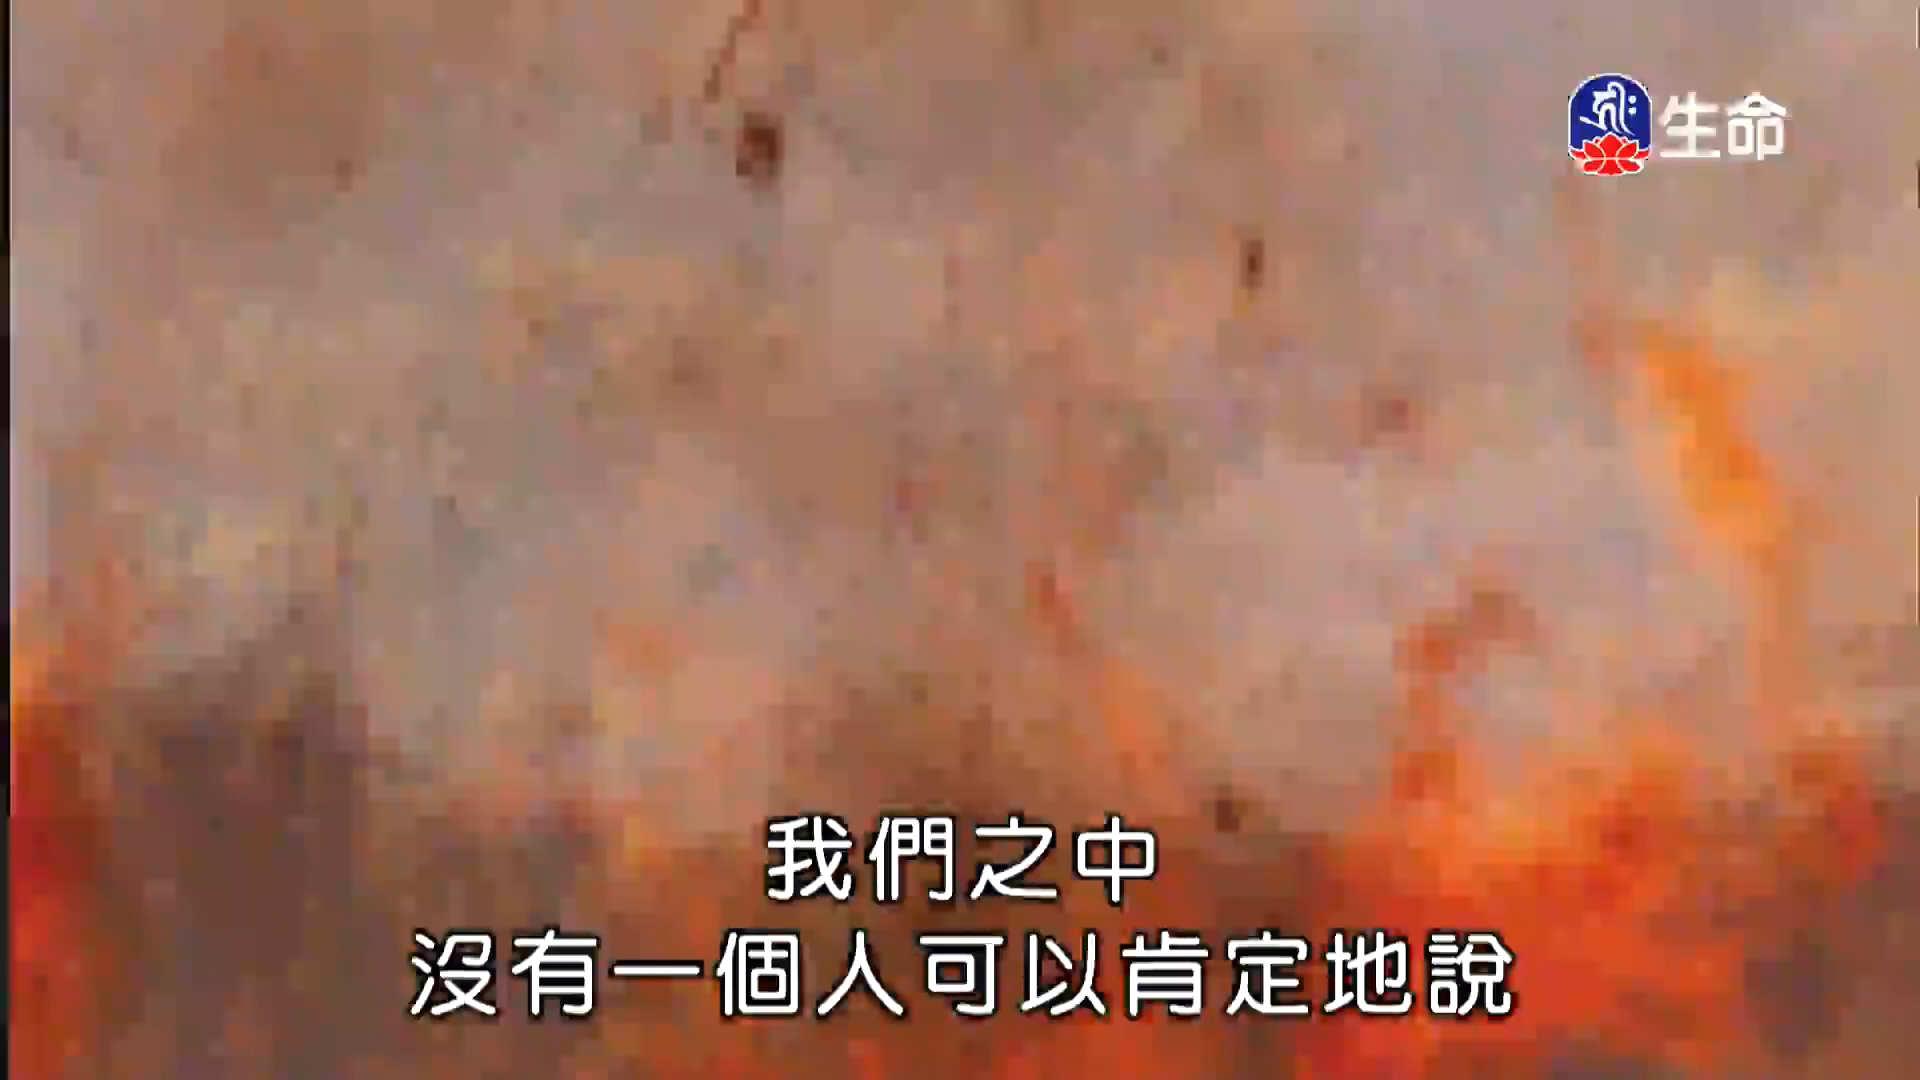 生命
我們之中
沒有一個人可以肯定地說